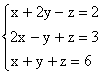 x + 2y − z = 2
2x − y + z = 3
x + y + z = 6